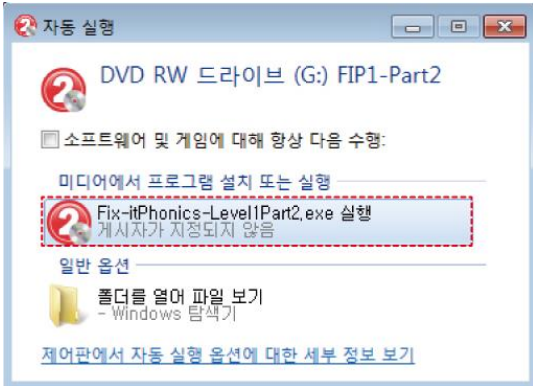 자동 실행
DVD RW 드라이브 (G:) FIP1-Part2
소프트웨어 및 게임에 대해 항상 다음 수행:
미디어에서 프로그램 설치 또는 실행
Fix-itPhonics-Level1Part2.exe 실행
게시자가 지정되지 않음
일반 옵션
폴더를 열어 파일 보기
- Windows 탐색기
제어판에서 자동 실행 옵션에 대한 세부 정보 보기